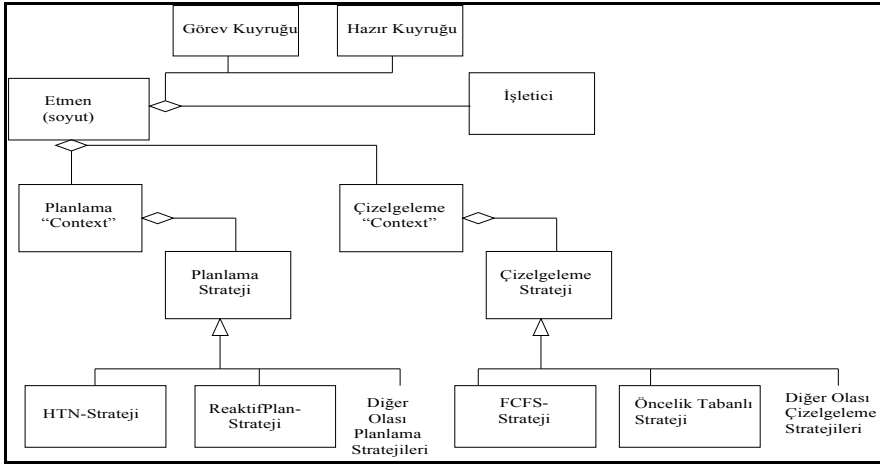 Görev Kuyruğu
Hazır Kuyruğu
Etmen
(soyut)
İşletici
Planlama
“Context”
Çizelgeleme
“Context”
Planlama
Strateji
Çizelgeleme
Strateji
HTN-Strateji
ReaktifPlan-
Strateji
Diğer
Olası
Planlama
Stratejileri
FCFS-
Strateji
Öncelik Tabanlı
Strateji
Diğer Olası
Çizelgeleme
Stratejileri